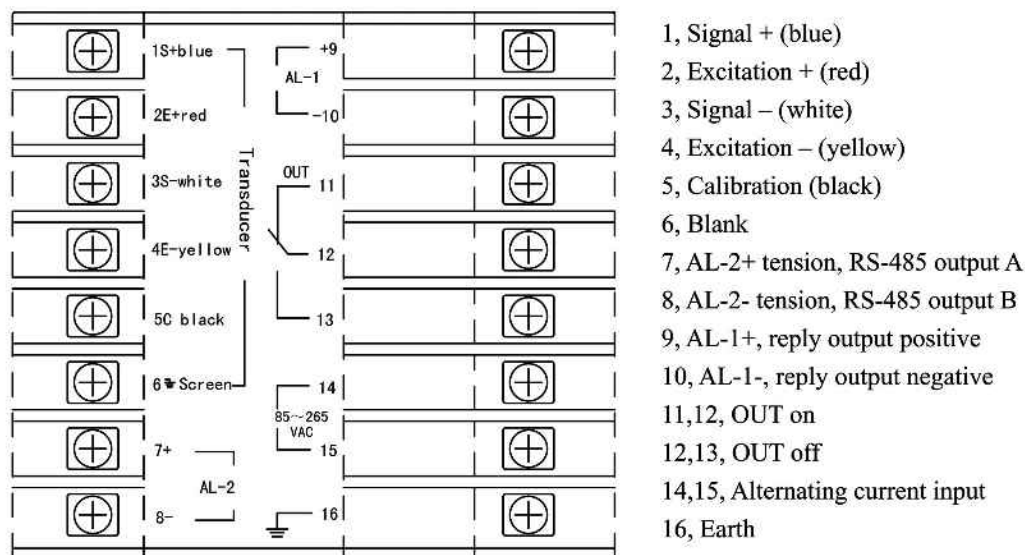 1S+blue
2E+red
3S-white
4E-yellow
5C black
6 Screen
7+
8-
Transducer
AL-2
+9
AL-1
-10
OUT
11
12
13
14
85~265
VAC
15
16
1, Signal + (blue)
2, Excitation + (red)
3, Signal – (white)
4, Excitation – (yellow)
5, Calibration (black)
6, Blank
7, AL-2+ tension, RS-485 output A
8, AL-2- tension, RS-485 output B
9, AL-1+, reply output positive
10, AL-1-, reply output negative
11,12, OUT on
12,13, OUT off
14,15, Alternating current input
16, Earth